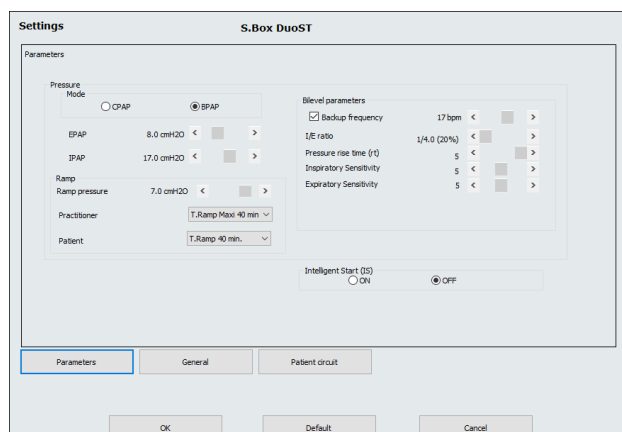 Settings
S.Box DuoST
Parameters
Pressure
Mode
CPAP
BPAP
EPAP 8.0 cmH2O < >
IPAP 17.0 cmH2O < >
Ramp
Ramp pressure 7.0 cmH2O < >
Practitioner T.Ramp Maxi 40 min
Patient T.Ramp 40 min.
Bilevel parameters
Backup frequency 17 bpm < >
I/E ratio 1/4.0 (20%) < >
Pressure rise time (rt) 5 < >
Inspiratory Sensitivity 5 < >
Expiratory Sensitivity 5 < >
Intelligent Start (IS)
ON OFF
Parameters General Patient circuit
OK Default Cancel